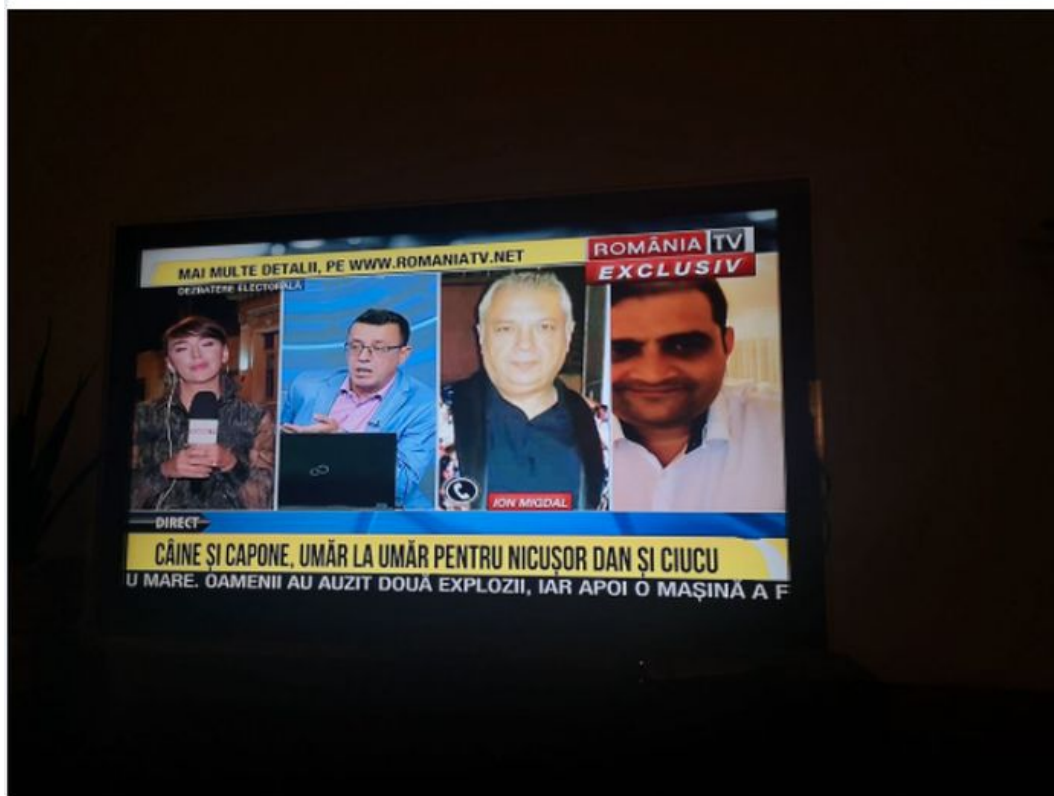 MAI MULTE DETALII, PE WWW.ROMANIATV.NET
ROMÂNIA TV
EXCLUSIV
DEZBATERE ELECTORALĂ
ION MIGDAL
DIRECT
CÂINE ȘI CAPONE, UMĂR LA UMĂR PENTRU NICUȘOR DAN ȘI CIUCU
U MARE. OAMENII AU AUZIT DOUĂ EXPLOZII, IAR APOI O MAȘINĂ A F